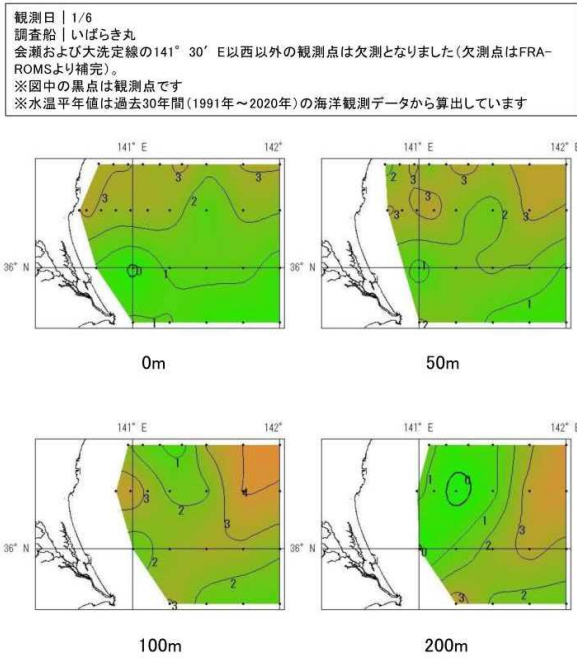 観測日｜1/6
調査船｜いばらき丸
会瀬および大洗定線の141°30′E以西以外の観測点は欠測となりました(欠測点はFRA-
ROMSより補完)。
※図中の黒点は観測点です
※水温平年値は過去30年間(1991年～2020年)の海洋観測データから算出しています
141° E 142°
3 3 3 2
36° N
0 1
1
0m
141° E 142° E
2 3 3 3
3 3 2
1
1
2
50m
141° E 142°
1
3 4
2
3
36° N
2
2
3
100m
141° E 142° E
1 0
1
2
0 3
2
3
200m